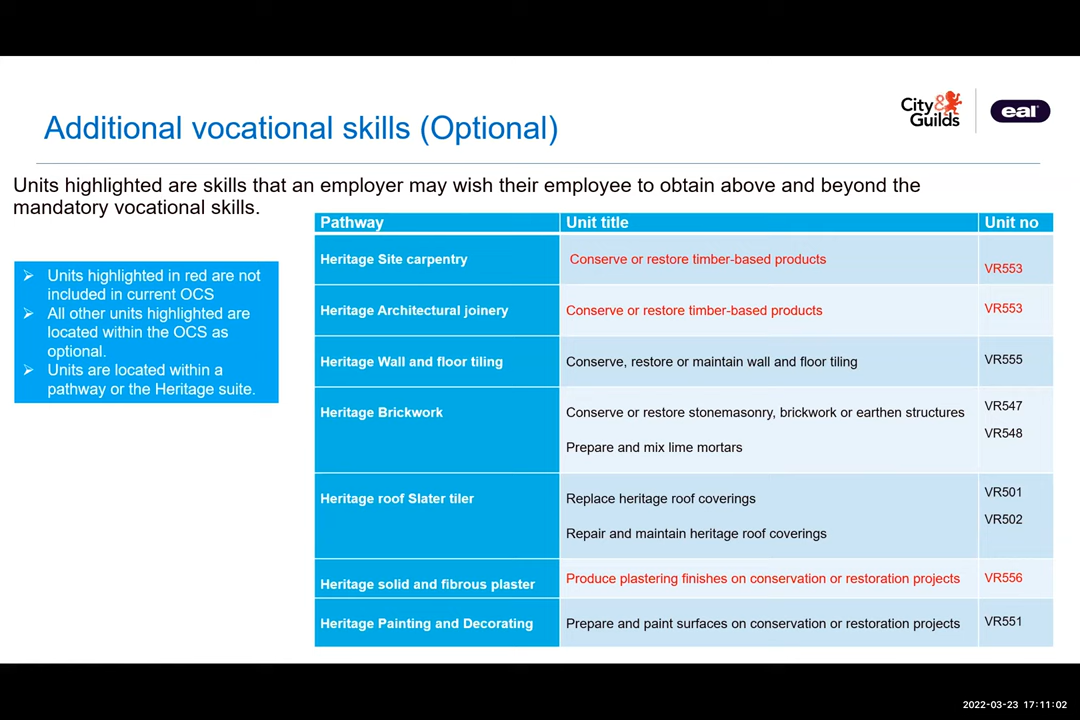 City&
Guilds
eal
Additional vocational skills (Optional)
Units highlighted are skills that an employer may wish their employee to obtain above and beyond the
mandatory vocational skills.
➢ Units highlighted in red are not
included in current OCS
➢ All other units highlighted are
located within the OCS as
optional.
➢ Units are located within a
pathway or the Heritage suite.
Pathway Unit title Unit no
Heritage Site carpentry Conserve or restore timber-based products VR553
Heritage Architectural joinery Conserve or restore timber-based products VR553
Heritage Wall and floor tiling Conserve, restore or maintain wall and floor tiling VR555
Heritage Brickwork Conserve or restore stonemasonry, brickwork or earthen structures VR547
Prepare and mix lime mortars VR548
Heritage roof Slater tiler Replace heritage roof coverings VR501
Repair and maintain heritage roof coverings VR502
Heritage solid and fibrous plaster Produce plastering finishes on conservation or restoration projects VR556
Heritage Painting and Decorating Prepare and paint surfaces on conservation or restoration projects VR551
2022-03-23 17:11:02